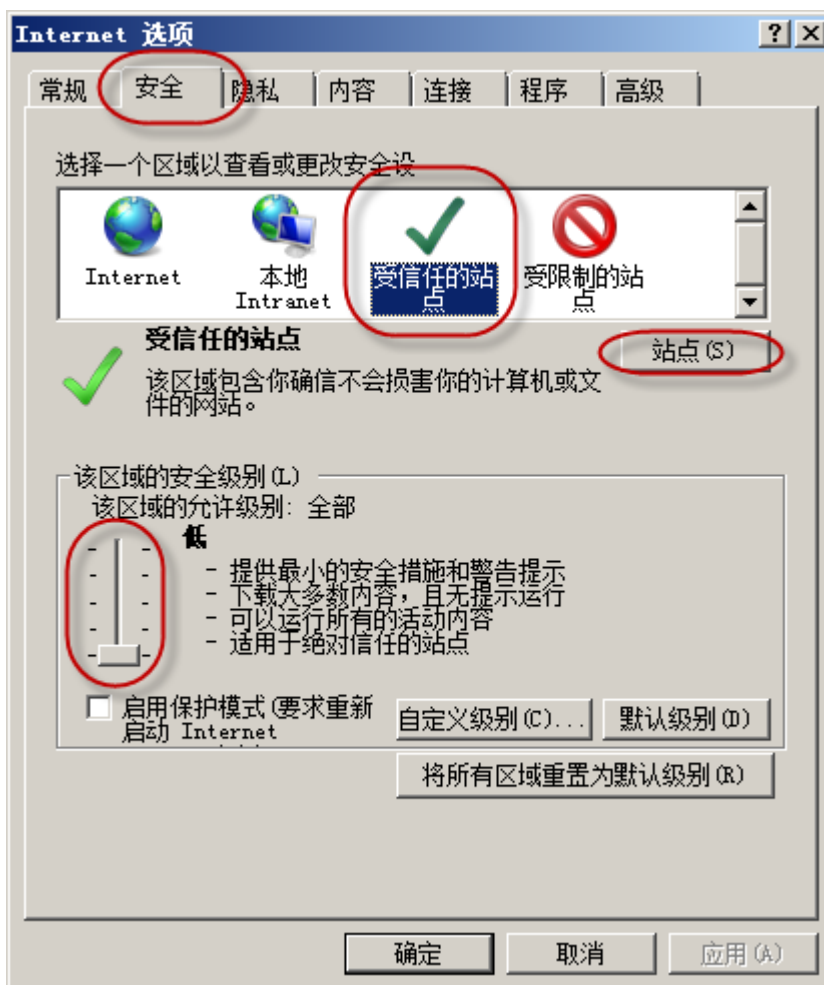 Internet 选项
常规 安全 隐私 内容 连接 程序 高级
选择一个区域以查看或更改安全设
Internet
本地
Intranet
受信任的站
点
受限制的站
点
受信任的站点
站点(S)
该区域包含你确信不会损害你的计算机或文
件的网站。
该区域的安全级别(L)
该区域的允许级别: 全部
低
- 提供最小的安全措施和警告提示
- 下载大多数内容，且无提示运行
- 可以运行所有的活动内容
- 适用于绝对信任的站点
启用保护模式(要求重新
启动 Internet
自定义级别(C)... 默认级别(D)
将所有区域重置为默认级别(R)
确定 取消 应用(A)